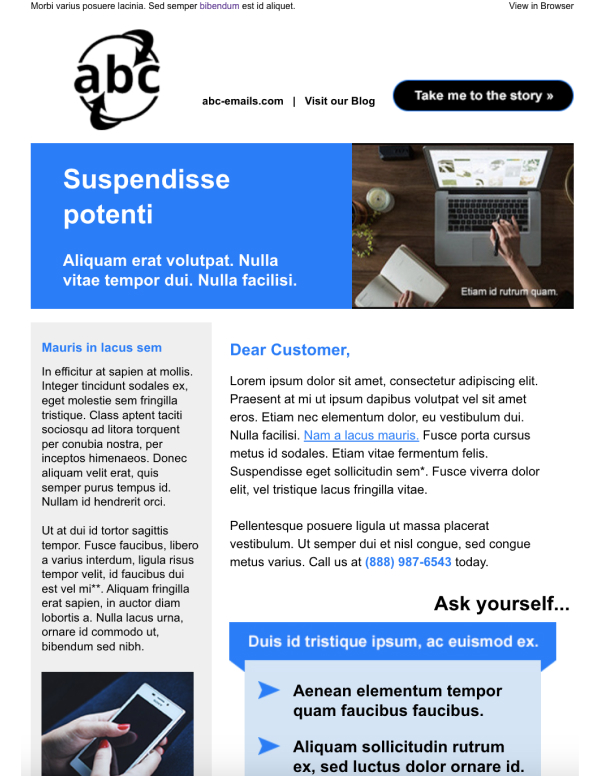 Morbi varius posuere lacinia. Sed semper bibendum est id aliquet.
View in Browser
abc
abc-emails.com | Visit our Blog
Take me to the story »
Suspendisse
potenti
Aliquam erat volutpat. Nulla
vitae tempor dui. Nulla facilisi.
Etiam id rutrum quam.
Mauris in lacus sem
In efficitur at sapien at mollis.
Integer tincidunt sodales ex,
eget molestie sem fringilla
tristique. Class aptent taciti
sociosqu ad litora torquent
per conubia nostra, per
inceptos himenaeos. Donec
aliquam velit erat, quis
semper purus tempus id.
Nullam id hendrerit orci.
Ut at dui id tortor sagittis
tempor. Fusce faucibus, libero
a varius interdum, ligula risus
tempor velit, id faucibus dui
est vel mi**. Aliquam fringilla
erat sapien, in auctor diam
lobortis a. Nulla lacus urna,
ornare id commodo ut,
bibendum sed nibh.
Dear Customer,
Lorem ipsum dolor sit amet, consectetur adipiscing elit.
Praesent at mi ut ipsum dapibus volutpat vel sit amet
eros. Etiam nec elementum dolor, eu vestibulum dui.
Nulla facilisi. Nam a lacus mauris. Fusce porta cursus
metus id sodales. Etiam vitae fermentum felis.
Suspendisse eget sollicitudin sem*. Fusce viverra dolor
elit, vel tristique lacus fringilla vitae.
Pellentesque posuere ligula ut massa placerat
vestibulum. Ut semper dui et nisl congue, sed congue
metus varius. Call us at (888) 987-6543 today.
Ask yourself...
Duis id tristique ipsum, ac euismod ex.
Aenean elementum tempor
quam faucibus faucibus.
Aliquam sollicitudin rutrum
ex, sed luctus dolor ornare id.